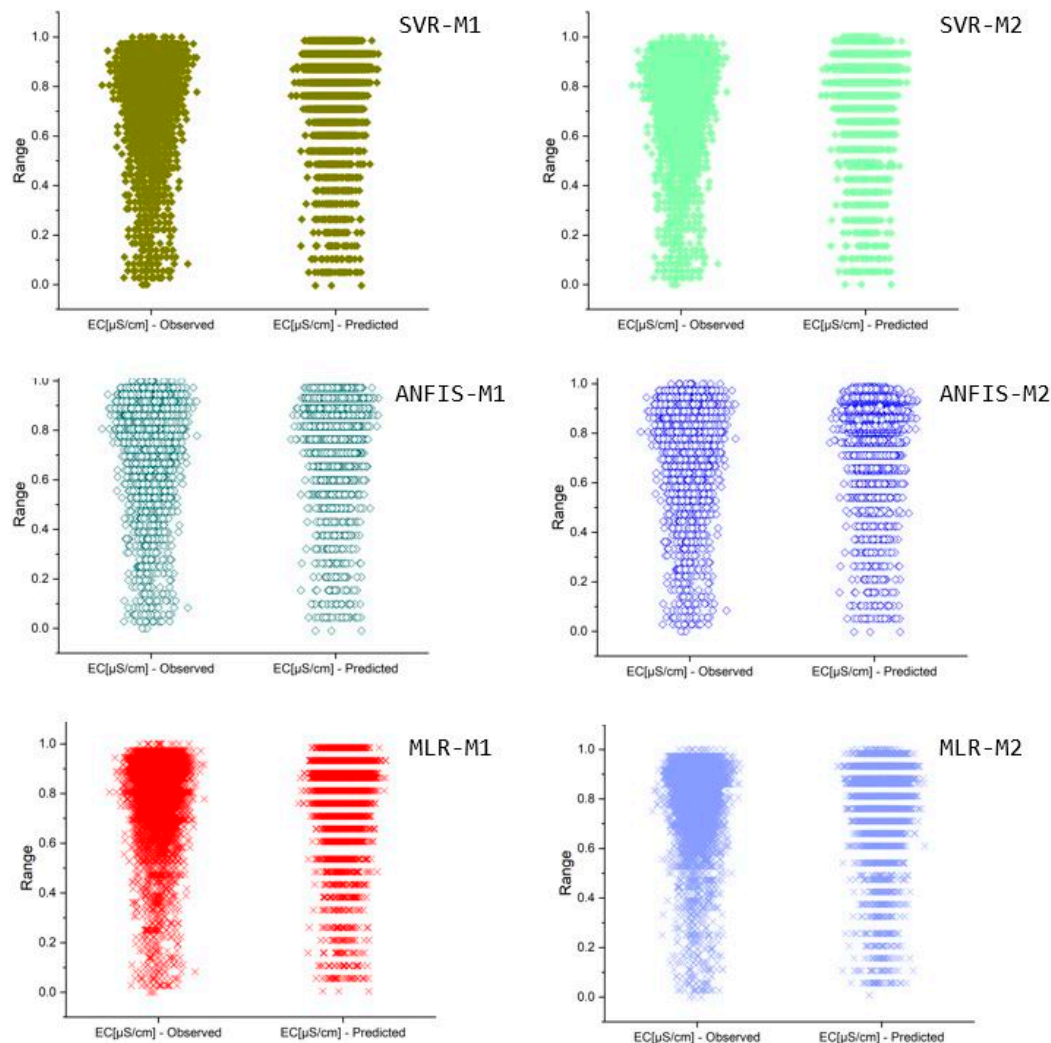 SVR-M1
1.0
0.8
0.6
0.4
0.2
0.0
Range
EC[µS/cm] - Observed
EC[µS/cm] - Predicted
SVR-M2
1.0
0.8
0.6
0.4
0.2
0.0
Range
EC[µS/cm] - Observed
EC[µS/cm] - Predicted
ANFIS-M1
1.0
0.8
0.6
0.4
0.2
0.0
Range
EC[µS/cm] - Observed
EC[µS/cm] - Predicted
ANFIS-M2
1.0
0.8
0.6
0.4
0.2
0.0
Range
EC[µS/cm] - Observed
EC[µS/cm] - Predicted
MLR-M1
1.0
0.8
0.6
0.4
0.2
0.0
Range
EC[µS/cm] - Observed
EC[µS/cm] - Predicted
MLR-M2
1.0
0.8
0.6
0.4
0.2
0.0
Range
EC[µS/cm] - Observed
EC[µS/cm] - Predicted